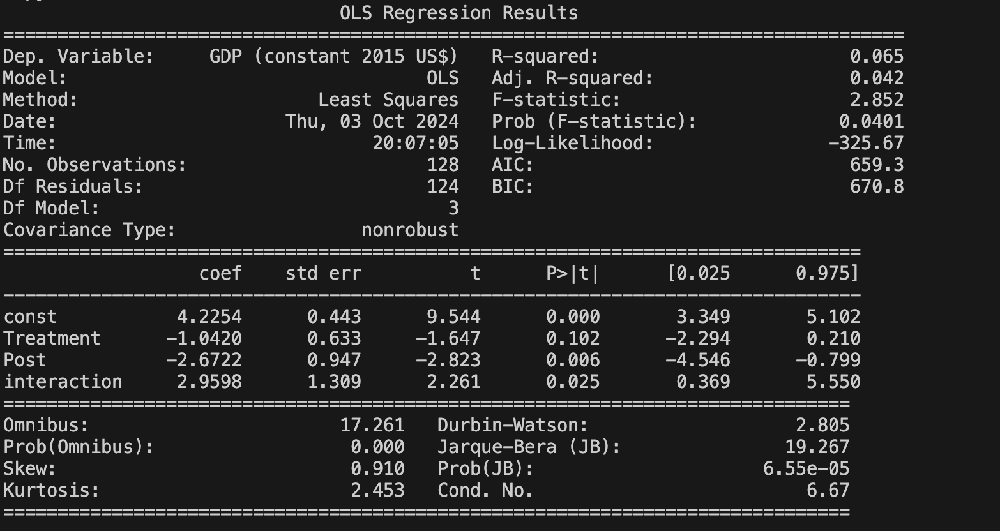 OLS Regression Results
==============================================================================
Dep. Variable: GDP (constant 2015 US$) R-squared: 0.065
Model: OLS Adj. R-squared: 0.042
Method: Least Squares F-statistic: 2.852
Date: Thu, 03 Oct 2024 Prob (F-statistic): 0.0401
Time: 20:07:05 Log-Likelihood: -325.67
No. Observations: 128 AIC: 659.3
Df Residuals: 124 BIC: 670.8
Df Model: 3
Covariance Type: nonrobust
==============================================================================
coef std err t P>|t| [0.025 0.975]
------------------------------------------------------------------------------
const 4.2254 0.443 9.544 0.000 3.349 5.102
Treatment -1.0420 0.633 -1.647 0.102 -2.294 0.210
Post -2.6722 0.947 -2.823 0.006 -4.546 -0.799
interaction 2.9598 1.309 2.261 0.025 0.369 5.550
==============================================================================
Omnibus: 17.261 Durbin-Watson: 2.805
Prob(Omnibus): 0.000 Jarque-Bera (JB): 19.267
Skew: 0.910 Prob(JB): 6.55e-05
Kurtosis: 2.453 Cond. No. 6.67
==============================================================================